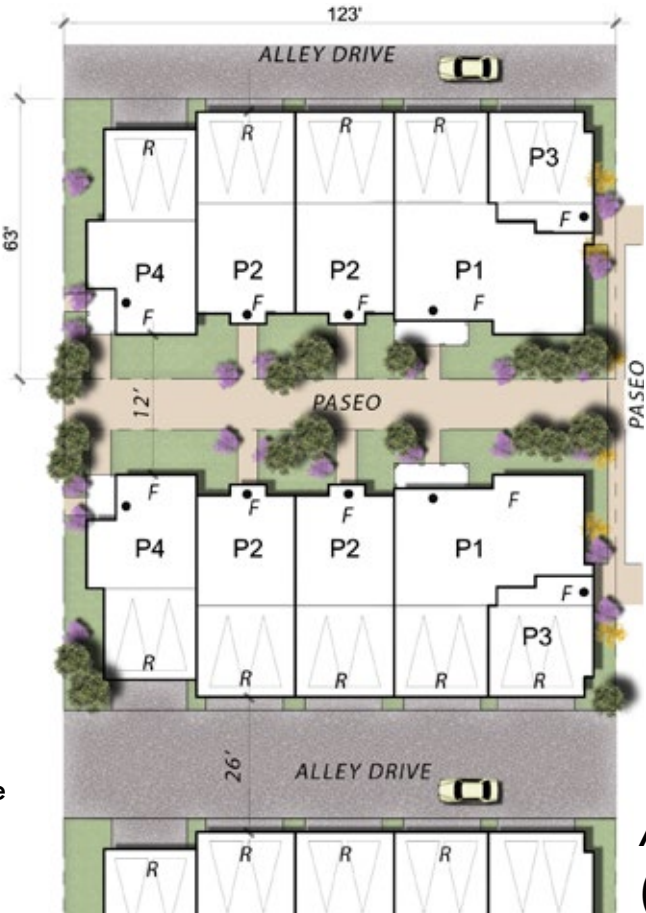 123'
ALLEY DRIVE
R R R R P3
F
63'
P4 P2 P2 P1
F F F F
12'
PASEO
PASEO
F F F F
P4 P2 P2 P1
F
P3
R R R R R
26'
ALLEY DRIVE
e
R R R R